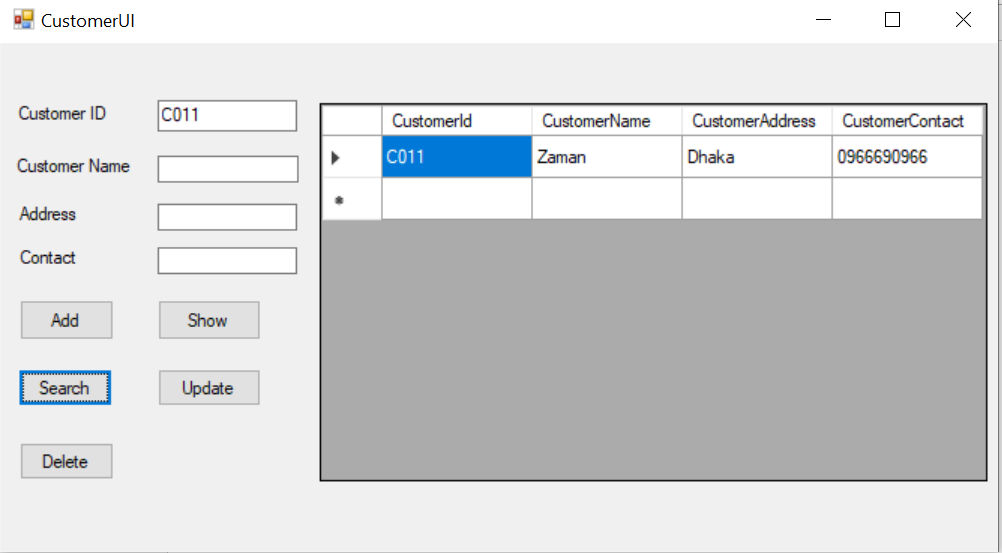 CustomerUI
Customer ID C011
Customer Name
Address
Contact
Add Show
Search Update
Delete
CustomerId CustomerName CustomerAddress CustomerContact
C011 Zaman Dhaka 0966690966